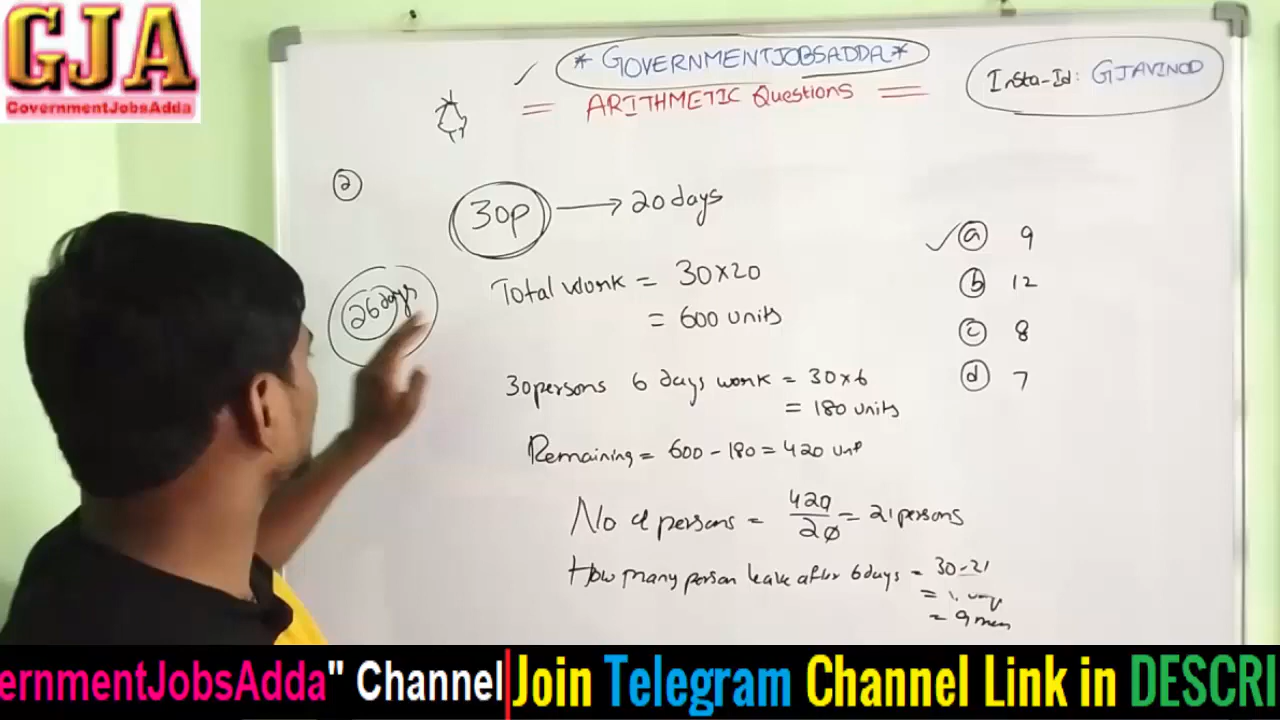 GJA
GovernmentJobsAdda
* GOVERNMENTJOBSADDA *
= ARITHMETIC Questions =
Insta-Id: GJAVINOD
2
30p → 20 days
26 days
Total Work = 30×20
= 600 units
30persons 6 days work = 30×6
= 180 units
Remaining = 600 - 180 = 420 unit
No of persons = 420/20 = 21 persons
How many person leave after 6 days = 30-21
= 9 men
✓ a 9
b 12
c 8
d 7
ernmentJobsAdda" Channel
Join Telegram Channel Link in DESCRI